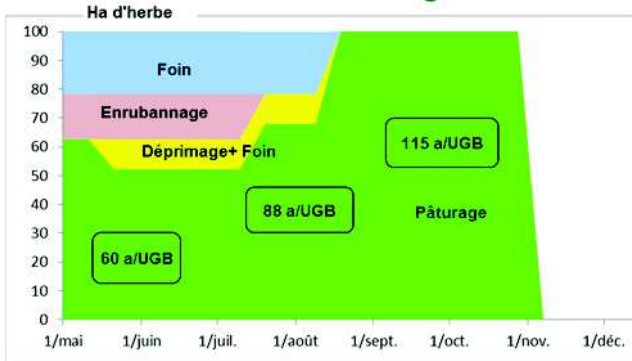 Ha d'herbe
100
90
80
70
60
50
40
30
20
10
0
Foin
Enrubannage
Déprimage+ Foin
115 a/UGB
88 a/UGB
Pâturage
60 a/UGB
1/mai 1/juin 1/juil. 1/août 1/sept. 1/oct. 1/nov. 1/déc.